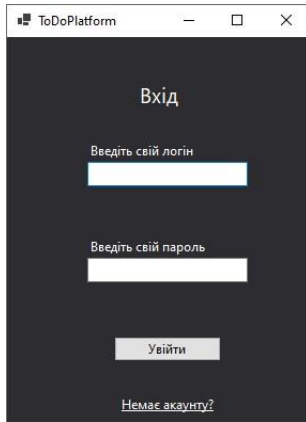 ToDoPlatform
Вхід
Введіть свій логін
Введіть свій пароль
Увійти
Немає акаунту?